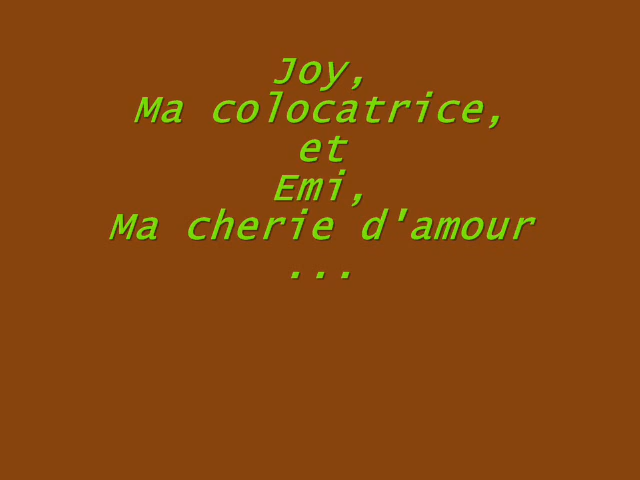 Joy,
Ma colocatrice,
et
Emi,
Ma cherie d'amour
...